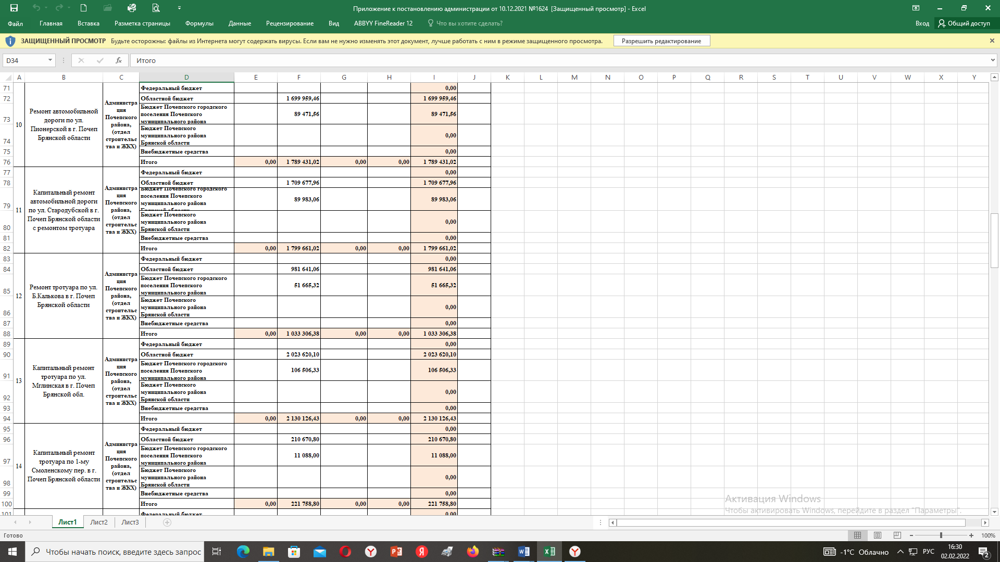 Приложение к постановлению администрации от 10.12.2021 №1624 [Защищенный просмотр] - Excel
Файл Главная Вставка Разметка страницы Формулы Данные Рецензирование Вид ABBYY FineReader 12 Что вы хотите сделать? Вход Общий доступ
ЗАЩИЩЕННЫЙ ПРОСМОТР Будьте осторожны: файлы из Интернета могут содержать вирусы. Если вам не нужно изменять этот документ, лучше работать с ним в режиме защищенного просмотра. Разрешить редактирование
D34 fx Итого
A B C D E F G H I J K L M N O P Q R S T U V W X Y
10
Ремонт автомобильной
дороги по ул.
Пионерской в г. Почеп
Брянской области
Администра
ция
Почепского
района,
(отдел
строительс
тва и ЖКХ)
71 Федеральный бюджет 0,00
72 Областной бюджет 1 699 959,46 1 699 959,46
73 Бюджет Почепского городского
поселения Почепского
муниципального района
89 471,56 89 471,56
74 Бюджет Почепского
муниципального района
Брянской области
0,00
75 Внебюджетные средства 0,00
76 Итого 0,00 1 789 431,02 0,00 0,00 1 789 431,02
11
Капитальный ремонт
автомобильной дороги
по ул. Стародубской в г.
Почеп Брянской области
с ремонтом тротуара
Администра
ция
Почепского
района,
(отдел
строительс
тва и ЖКХ)
77 Федеральный бюджет 0,00
78 Областной бюджет 1 709 677,96 1 709 677,96
79 Бюджет Почепского городского
поселения Почепского
муниципального района
Брянской области
89 983,06 89 983,06
80 Бюджет Почепского
муниципального района
Брянской области
0,00
81 Внебюджетные средства 0,00
82 Итого 0,00 1 799 661,02 0,00 0,00 1 799 661,02
12
Ремонт тротуара по ул.
Б.Калькова в г. Почеп
Брянской области
Администра
ция
Почепского
района,
(отдел
строительс
тва и ЖКХ)
83 Федеральный бюджет 0,00
84 Областной бюджет 981 641,06 981 641,06
85 Бюджет Почепского городского
поселения Почепского
муниципального района
51 665,32 51 665,32
86 Бюджет Почепского
муниципального района
Брянской области
0,00
87 Внебюджетные средства 0,00
88 Итого 0,00 1 033 306,38 0,00 0,00 1 033 306,38
13
Капитальный ремонт
тротуара по ул.
Мглинская в г. Почеп
Брянской обл.
Администра
ция
Почепского
района,
(отдел
строительс
тва и ЖКХ)
89 Федеральный бюджет 0,00
90 Областной бюджет 2 023 620,10 2 023 620,10
91 Бюджет Почепского городского
поселения Почепского
муниципального района
106 506,33 106 506,33
92 Бюджет Почепского
муниципального района
Брянской области
0,00
93 Внебюджетные средства 0,00
94 Итого 0,00 2 130 126,43 0,00 0,00 2 130 126,43
14
Капитальный ремонт
тротуара по 1-му
Смоленскому пер. в г.
Почеп Брянской области
Администра
ция
Почепского
района,
(отдел
строительс
тва и ЖКХ)
95 Федеральный бюджет 0,00
96 Областной бюджет 210 670,80 210 670,80
97 Бюджет Почепского городского
поселения Почепского
муниципального района
11 088,00 11 088,00
98 Бюджет Почепского
муниципального района
Брянской области
0,00
99 Внебюджетные средства 0,00
100 Итого 0,00 221 758,80 0,00 0,00 221 758,80
101 Федеральный бюджет 0,00
Активация Windows
Чтобы активировать Windows, перейдите в раздел "Параметры".
Лист1 Лист2 Лист3
Готово 100%
Чтобы начать поиск, введите здесь запрос
-1°C Облачно РУС 16:30
02.02.2022
2